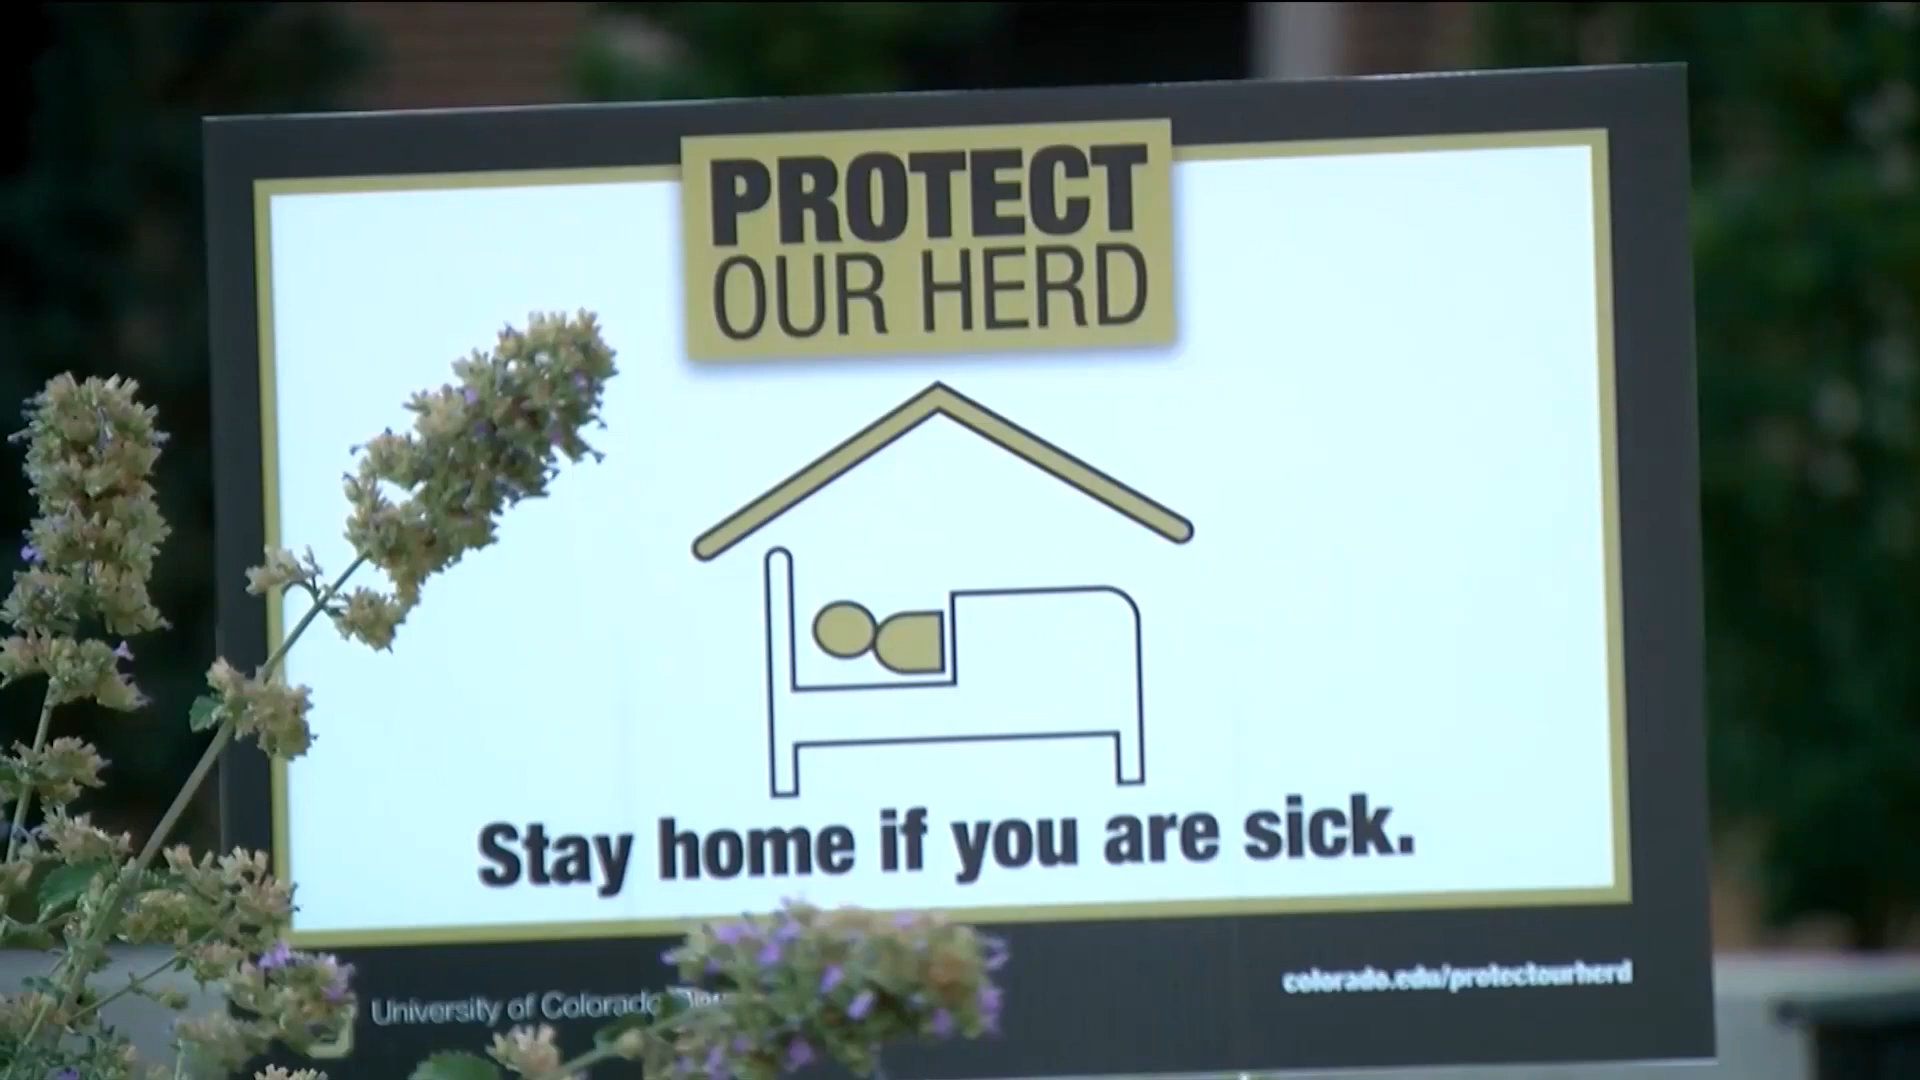 PROTECT
OUR HERD
Stay home if you are sick.
University of Colorado
colorado.edu/protectourherd